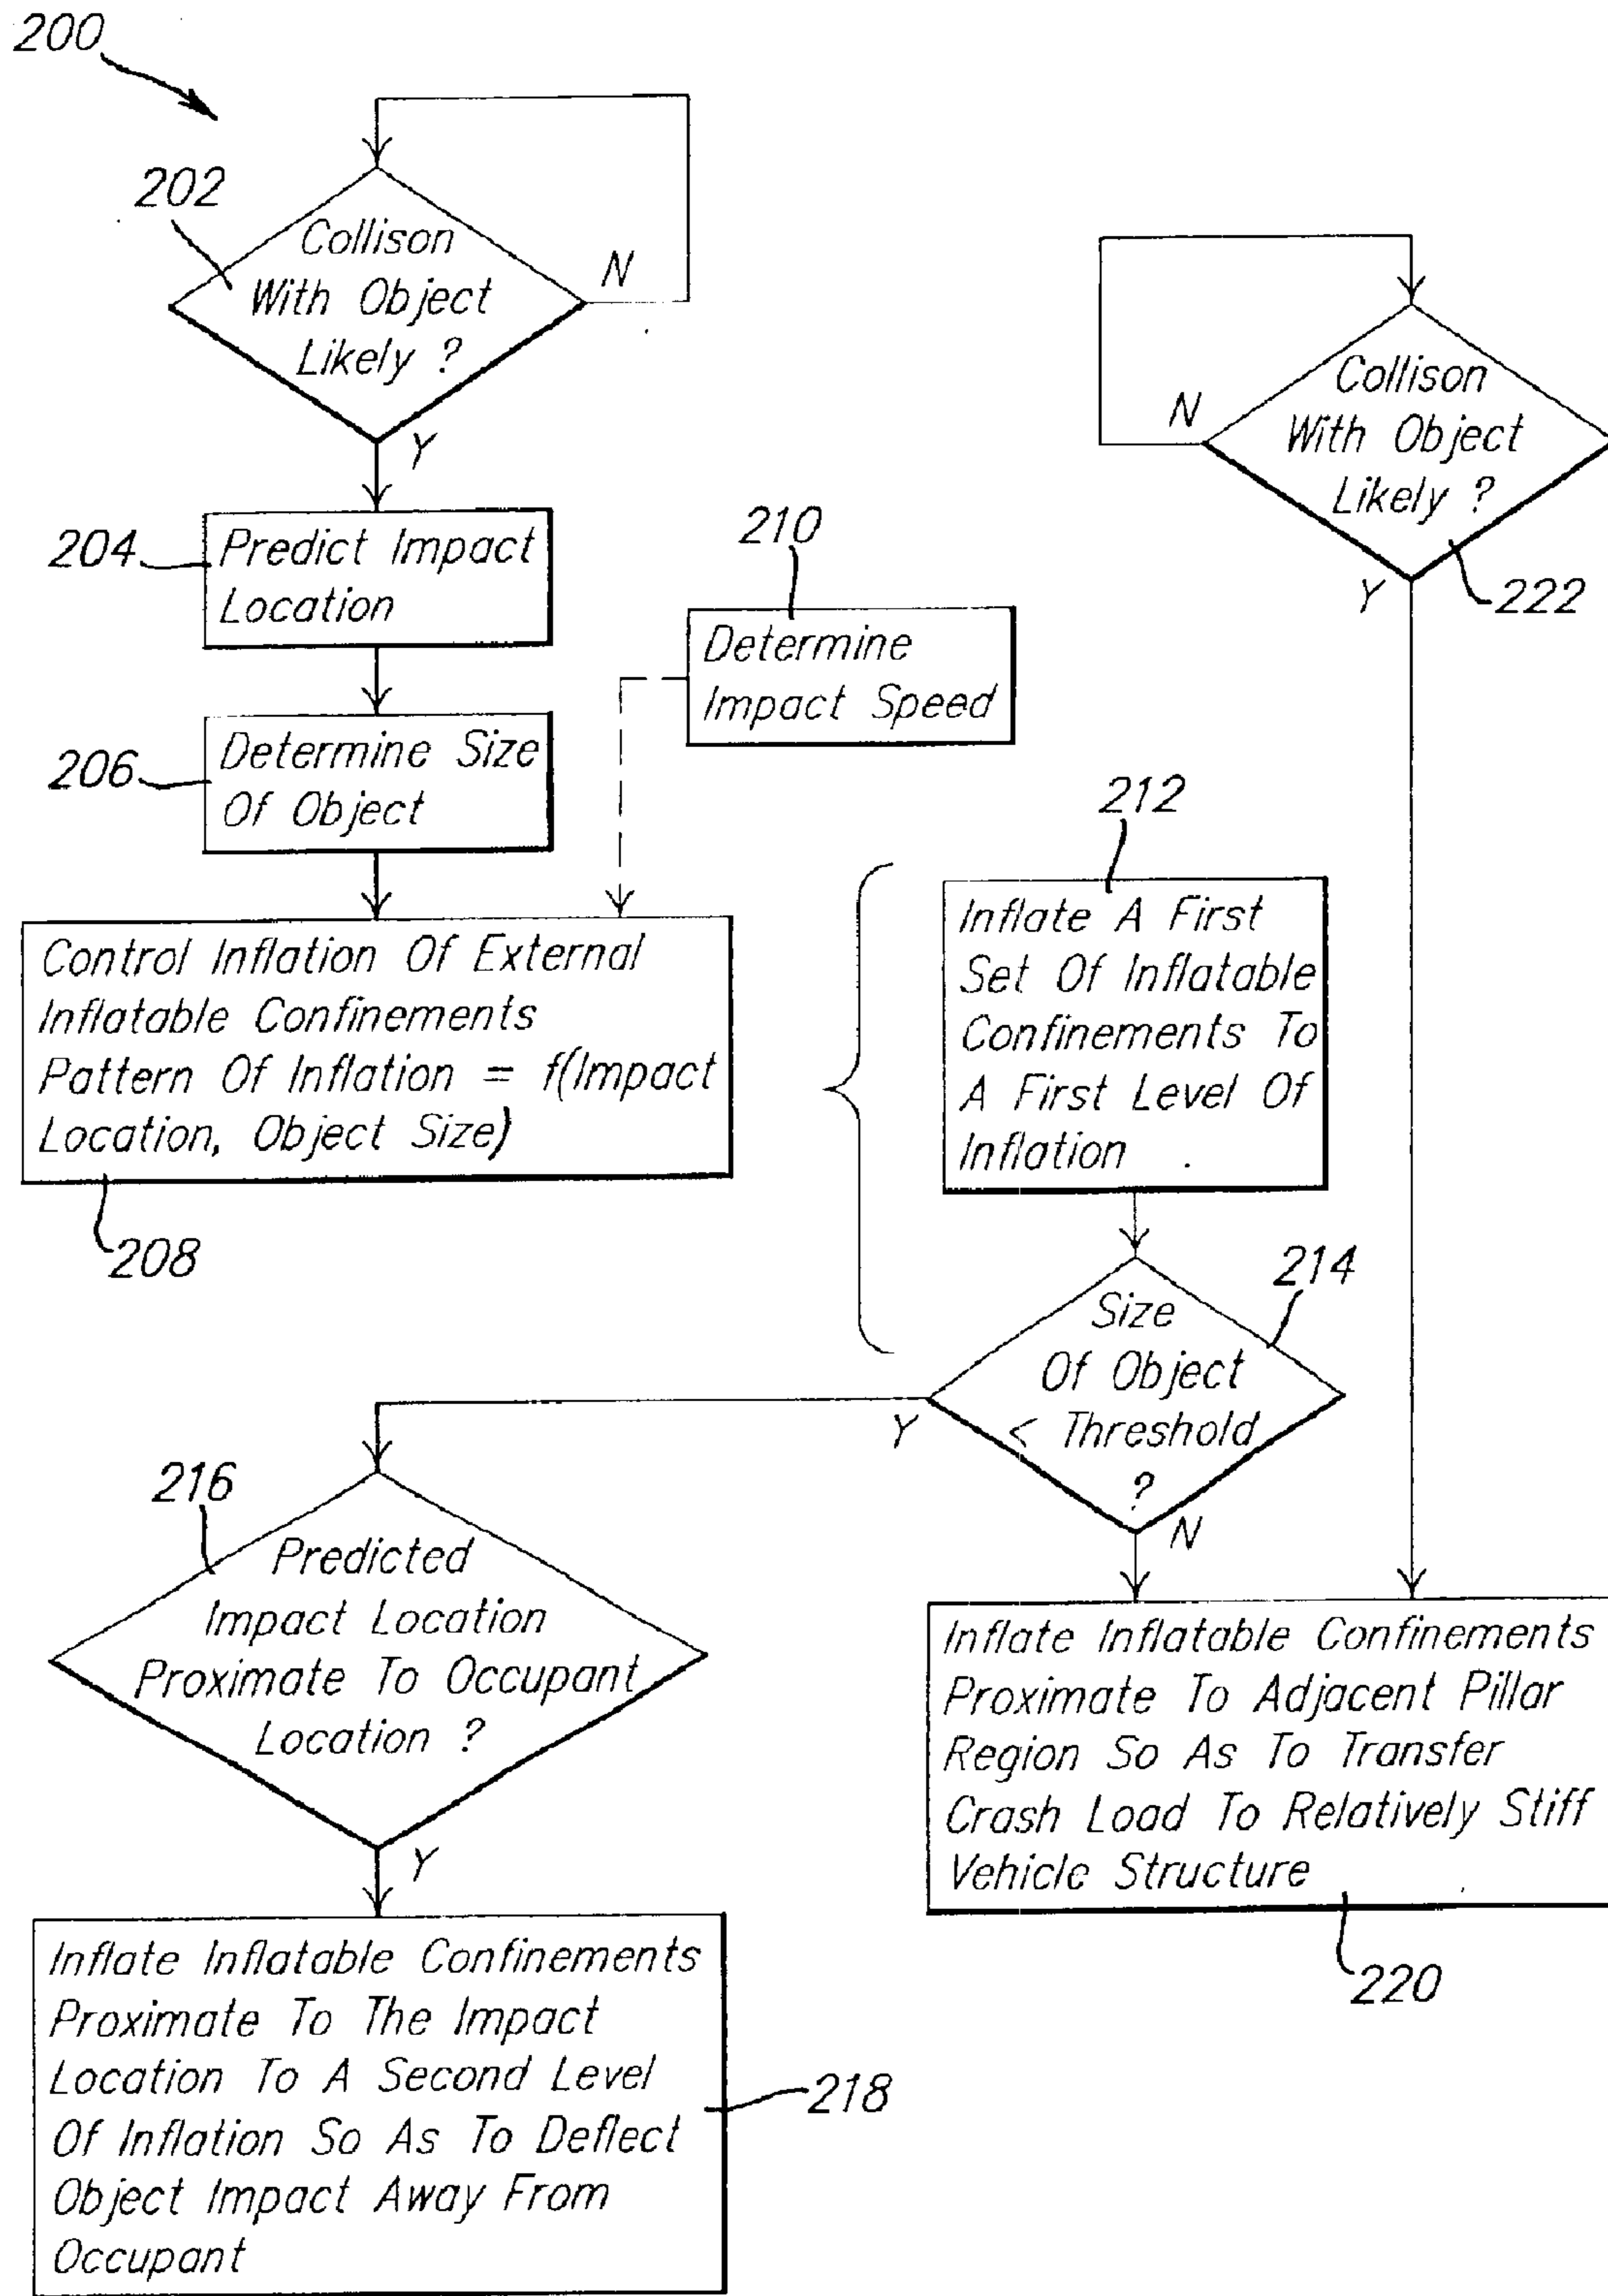 200
202
Collison
With Object
Likely ?
N
Y
204
Predict Impact
Location
206
Determine Size
Of Object
210
Determine
Impact Speed
Control Inflation Of External
Inflatable Confinements
Pattern Of Inflation = f(Impact
Location, Object Size)
208
212
Inflate A First
Set Of Inflatable
Confinements To
A First Level Of
Inflation
214
Size
Of Object
< Threshold
?
Y
N
216
Predicted
Impact Location
Proximate To Occupant
Location ?
Y
Inflate Inflatable Confinements
Proximate To The Impact
Location To A Second Level
Of Inflation So As To Deflect
Object Impact Away From
Occupant
218
Collison
With Object
Likely ?
N
Y
222
Inflate Inflatable Confinements
Proximate To Adjacent Pillar
Region So As To Transfer
Crash Load To Relatively Stiff
Vehicle Structure
220